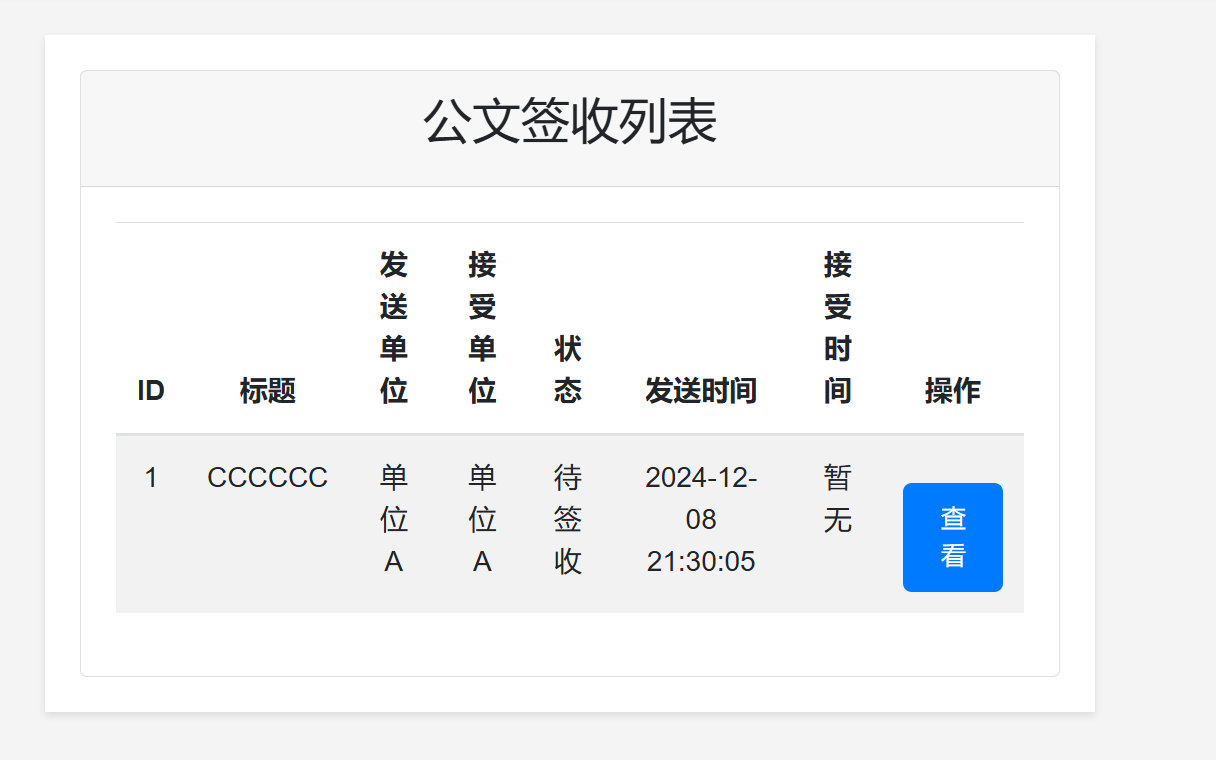 公文签收列表
ID 标题 发送单位 接受单位 状态 发送时间 接受时间 操作
1 CCCCCC 单位A 单位A 待签收 2024-12-08 21:30:05 暂无 查看